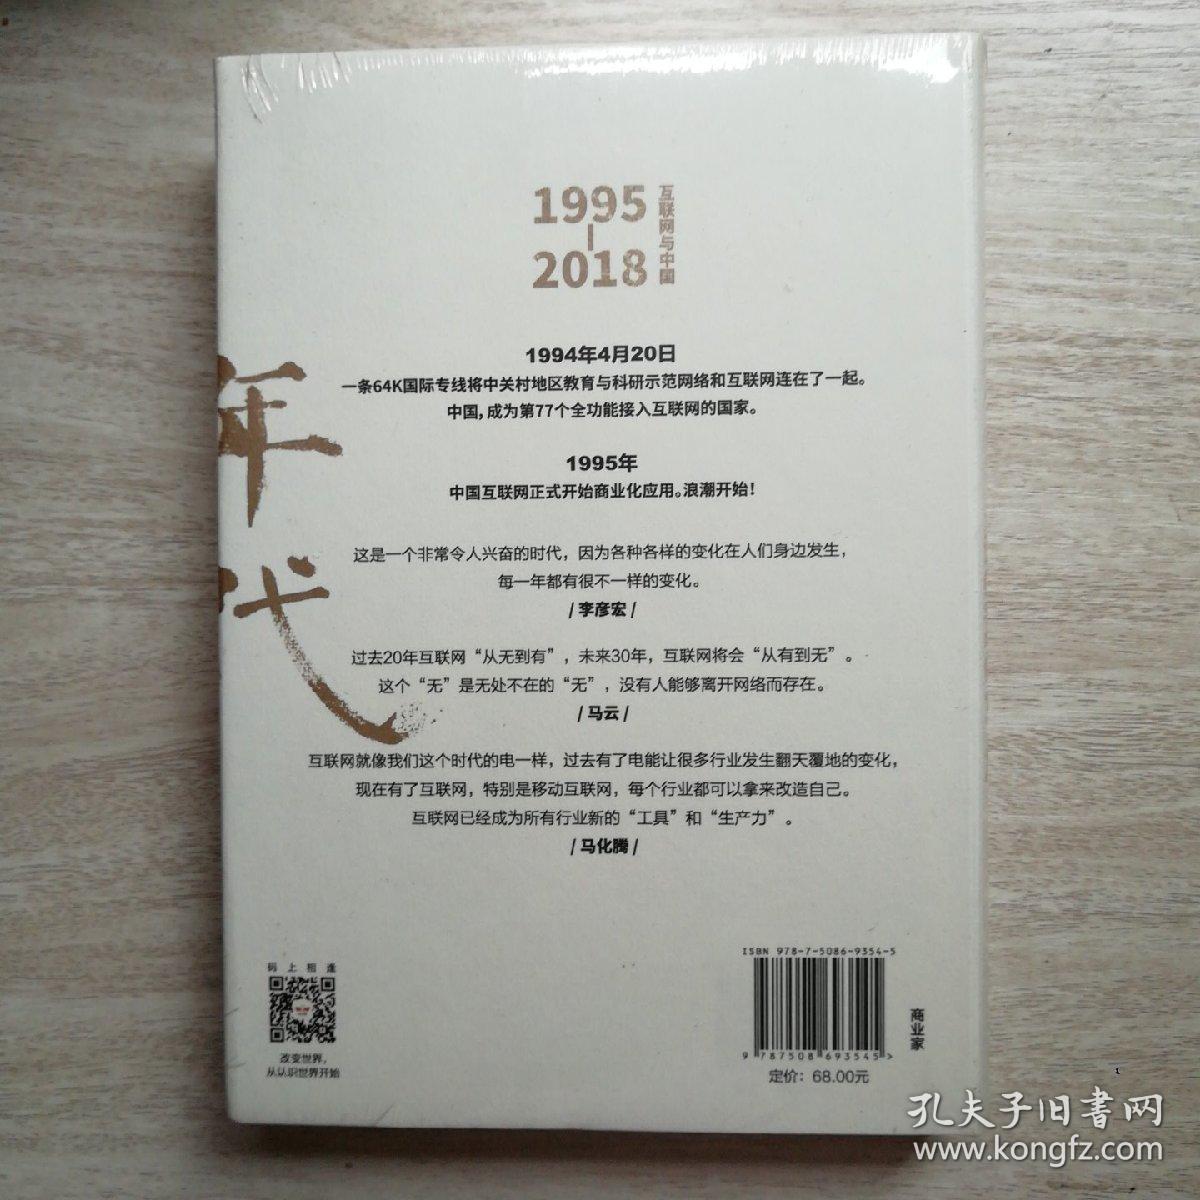 1995
2018
互联网与中国
1994年4月20日
一条64K国际专线将中关村地区教育与科研示范网络和互联网连在了一起。
中国，成为第77个全功能接入互联网的国家。
1995年
中国互联网正式开始商业化应用。浪潮开始！
年代
这是一个非常令人兴奋的时代，因为各种各样的变化在人们身边发生，
每一年都有很不一样的变化。
/ 李彦宏 /
过去20年互联网“从无到有”，未来30年，互联网将会“从有到无”。
这个“无”是无处不在的“无”，没有人能够离开网络而存在。
/ 马云 /
互联网就像我们这个时代的电一样，过去有了电能让很多行业发生翻天覆地的变化，
现在有了互联网，特别是移动互联网，每个行业都可以拿来改造自己。
互联网已经成为所有行业新的“工具”和“生产力”。
/ 马化腾 /
码上相逢
改变世界，
从认识世界开始
ISBN 978-7-5086-9354-5
9 787508 693545 >
定价：68.00元
商业家
孔夫子旧書网
www.kongfz.com